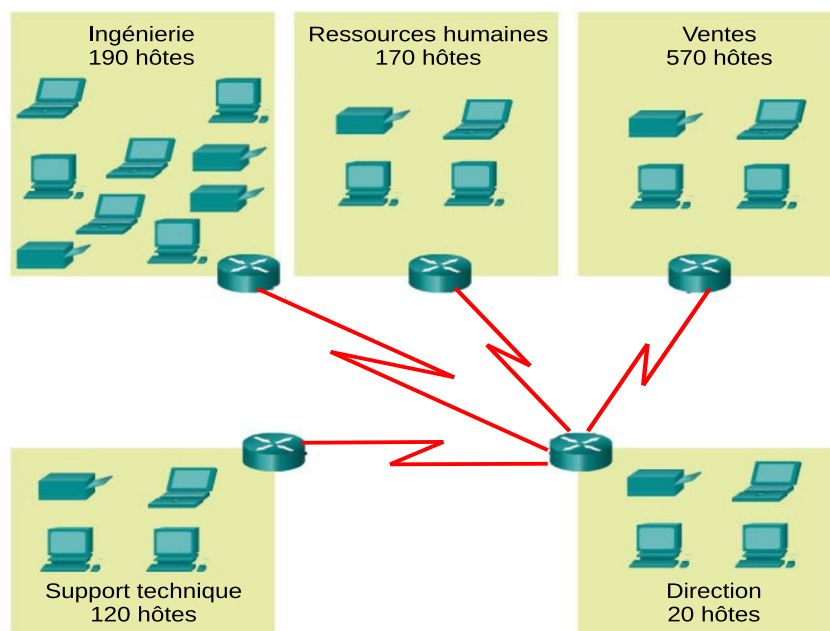 Ingénierie
190 hôtes
Ressources humaines
170 hôtes
Ventes
570 hôtes
Support technique
120 hôtes
Direction
20 hôtes